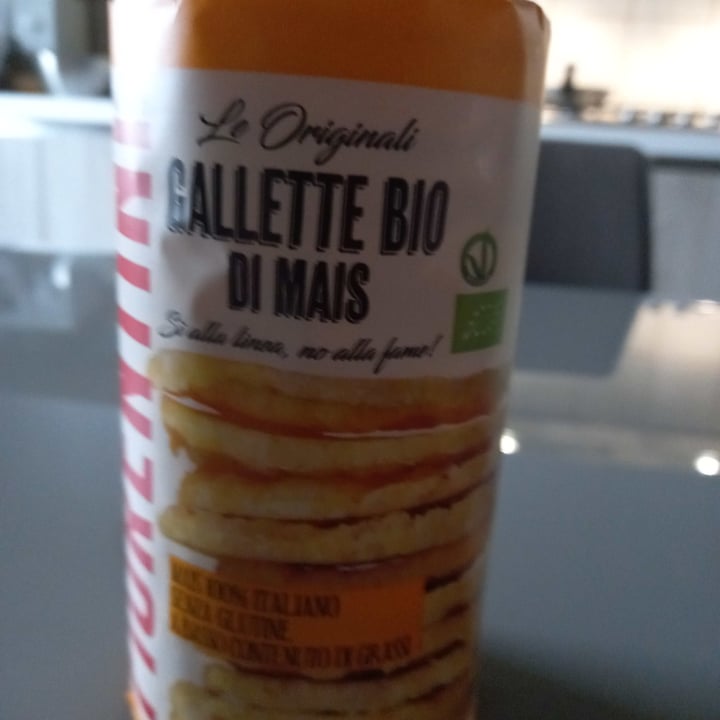 Le Originali
GALLETTE BIO
DI MAIS
Sì alla linea, no alla fame!
FIORENTINI
MAIS 100% ITALIANO
SENZA GLUTINE
A BASSO CONTENUTO DI GRASSI